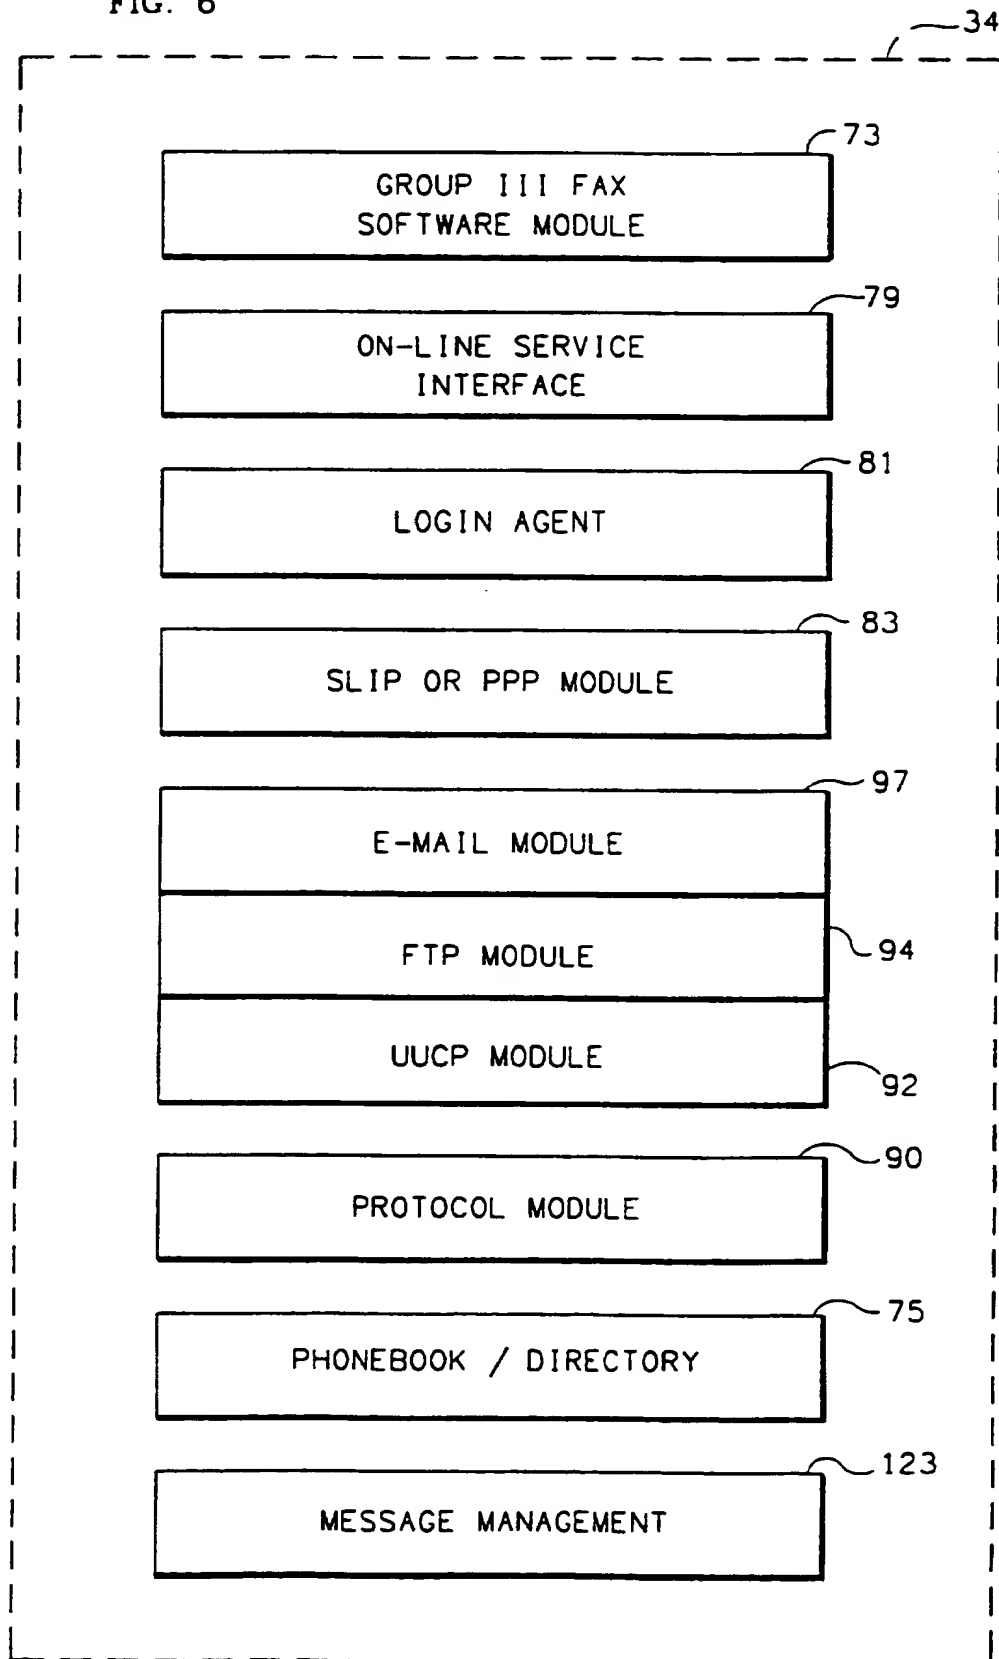 FIG. 6
34
73
GROUP III FAX
SOFTWARE MODULE
79
ON-LINE SERVICE
INTERFACE
81
LOGIN AGENT
83
SLIP OR PPP MODULE
97
E-MAIL MODULE
FTP MODULE
94
UUCP MODULE
92
90
PROTOCOL MODULE
75
PHONEBOOK / DIRECTORY
123
MESSAGE MANAGEMENT